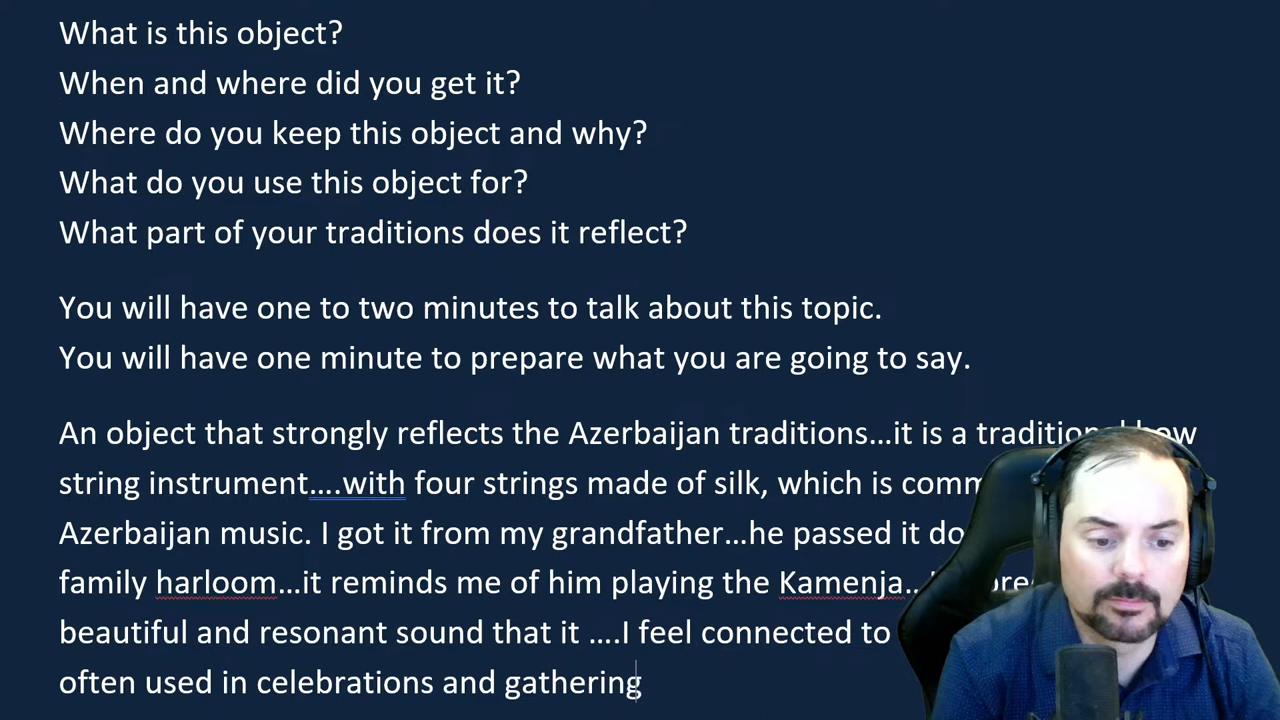 What is this object?
When and where did you get it?
Where do you keep this object and why?
What do you use this object for?
What part of your traditions does it reflect?
You will have one to two minutes to talk about this topic.
You will have one minute to prepare what you are going to say.
An object that strongly reflects the Azerbaijan traditions…it is a traditional bow
string instrument….with four strings made of silk, which is
Azerbaijan music. I got it from my grandfather…he passed it
family harloom…it reminds me of him playing the Kamenja…
beautiful and resonant sound that it ….I feel connected to
often used in celebrations and gathering